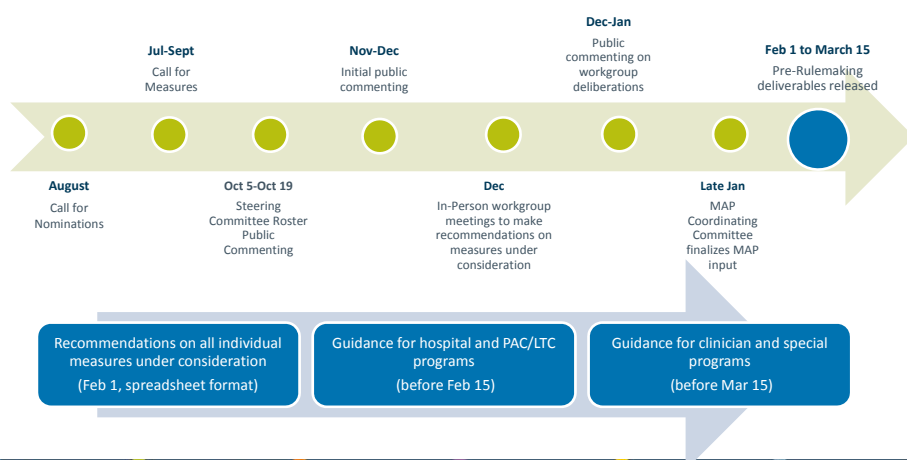 Dec-Jan
Public
commenting on
workgroup
deliberations
Jul-Sept
Call for
Measures
Nov-Dec
Initial public
commenting
Feb 1 to March 15
Pre-Rulemaking
deliverables released
August
Call for
Nominations
Oct 5-Oct 19
Steering
Committee Roster
Public
Commenting
Dec
In-Person workgroup
meetings to make
recommendations on
measures under
consideration
Late Jan
MAP
Coordinating
Committee
finalizes MAP
input
Recommendations on all individual
measures under consideration
(Feb 1, spreadsheet format)
Guidance for hospital and PAC/LTC
programs
(before Feb 15)
Guidance for clinician and special
programs
(before Mar 15)